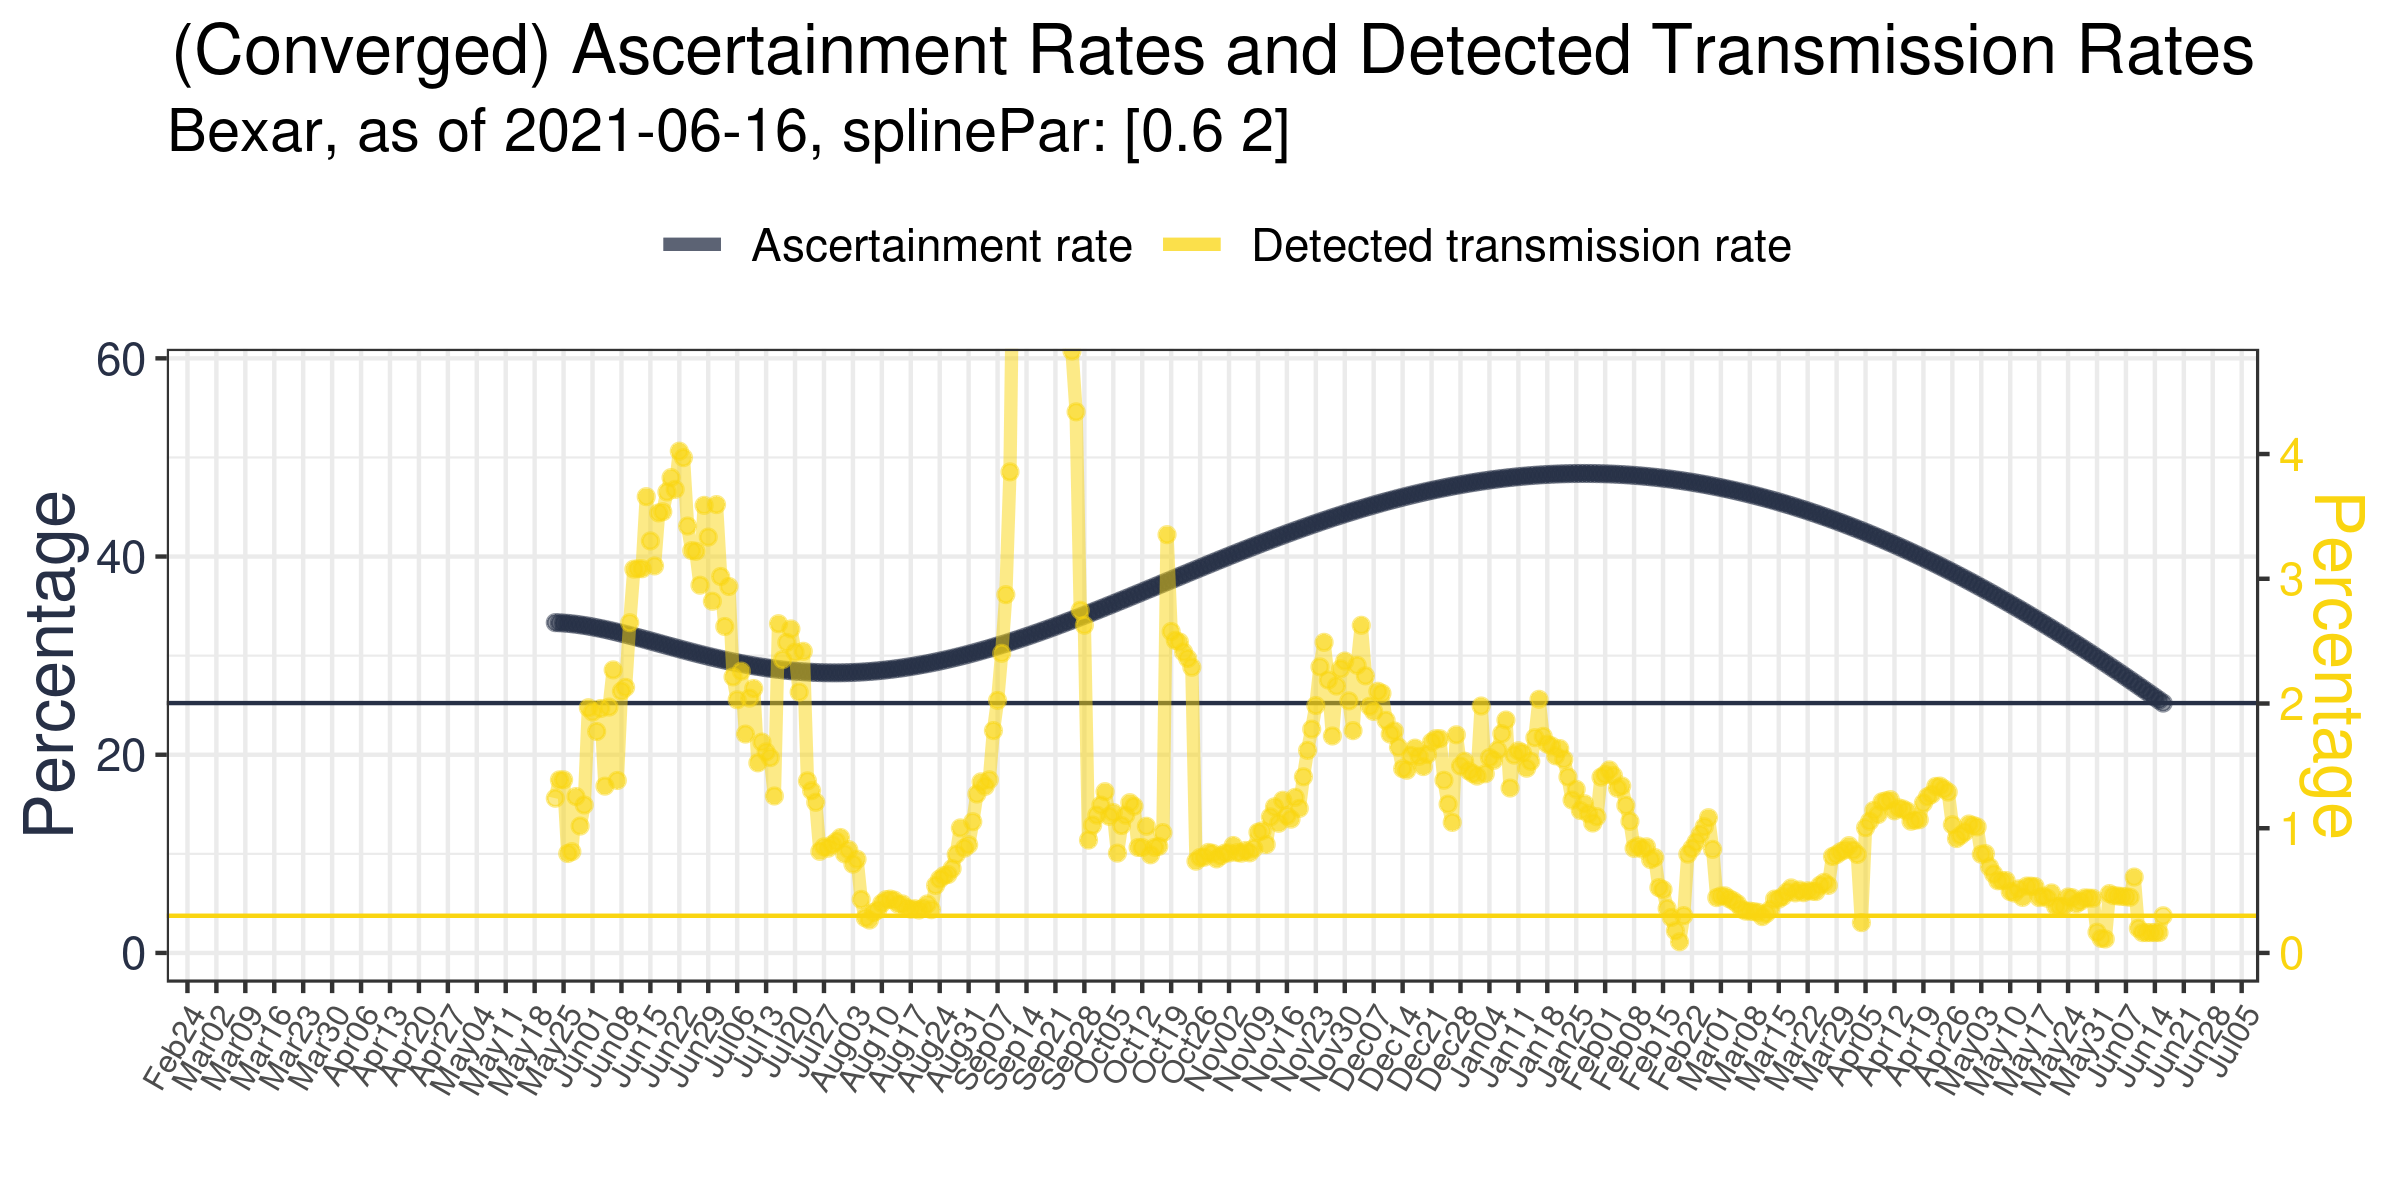 (Converged) Ascertainment Rates and Detected Transmission Rates
Bexar, as of 2021-06-16, splinePar: [0.6 2]
Ascertainment rate
Detected transmission rate
Percentage
60
40
20
0
4
3
2
1
0
Percentage
Feb24
Mar02
Mar09
Mar16
Mar23
Mar30
Apr06
Apr13
Apr20
Apr27
May04
May11
May18
May25
Jun01
Jun08
Jun15
Jun22
Jun29
Jul06
Jul13
Jul20
Jul27
Aug03
Aug10
Aug17
Aug24
Aug31
Sep07
Sep14
Sep21
Sep28
Oct05
Oct12
Oct19
Oct26
Nov02
Nov09
Nov16
Nov23
Nov30
Dec07
Dec14
Dec21
Dec28
Jan04
Jan11
Jan18
Jan25
Feb01
Feb08
Feb15
Feb22
Mar01
Mar08
Mar15
Mar22
Mar29
Apr05
Apr12
Apr19
Apr26
May03
May10
May17
May24
May31
Jun07
Jun14
Jun21
Jun28
Jul05